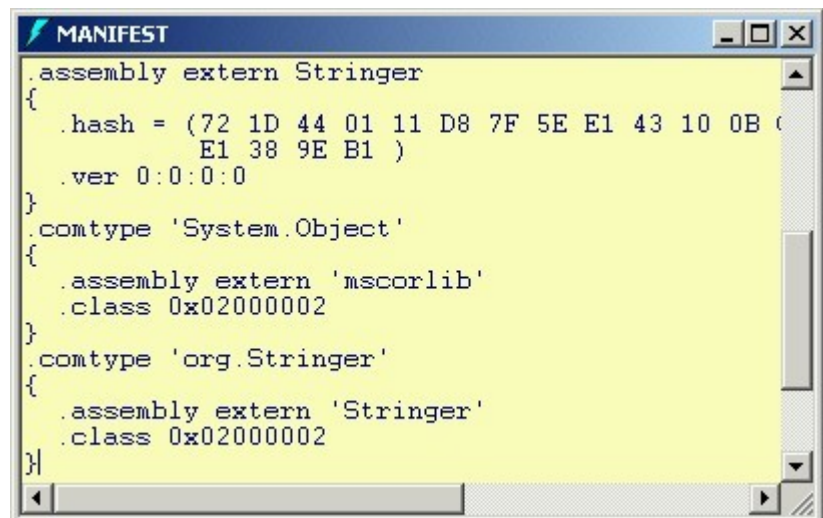 MANIFEST
.assembly extern Stringer
{
  .hash = (72 1D 44 01 11 D8 7F 5E E1 43 10 0B
           E1 38 9E B1 )
  .ver 0:0:0:0
}
.comtype 'System.Object'
{
  .assembly extern 'mscorlib'
  .class 0x02000002
}
.comtype 'org.Stringer'
{
  .assembly extern 'Stringer'
  .class 0x02000002
}